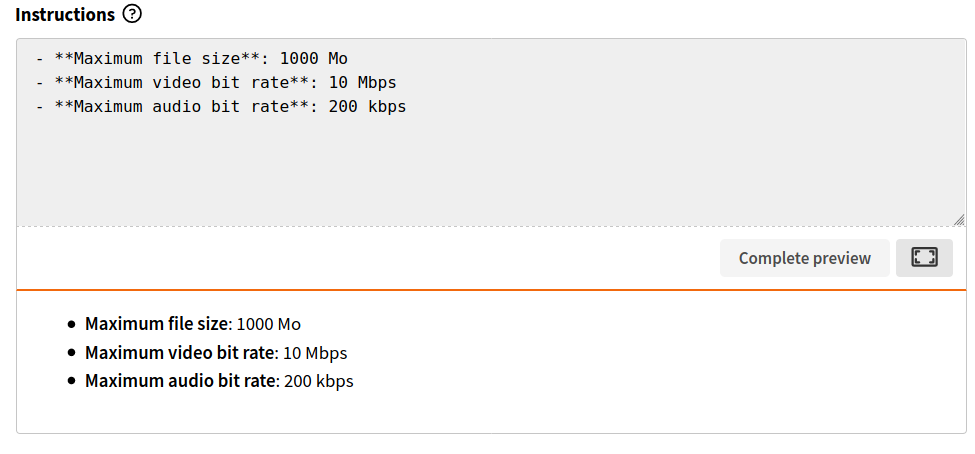 Instructions ?
- **Maximum file size**: 1000 Mo
- **Maximum video bit rate**: 10 Mbps
- **Maximum audio bit rate**: 200 kbps
Complete preview
● Maximum file size: 1000 Mo
● Maximum video bit rate: 10 Mbps
● Maximum audio bit rate: 200 kbps